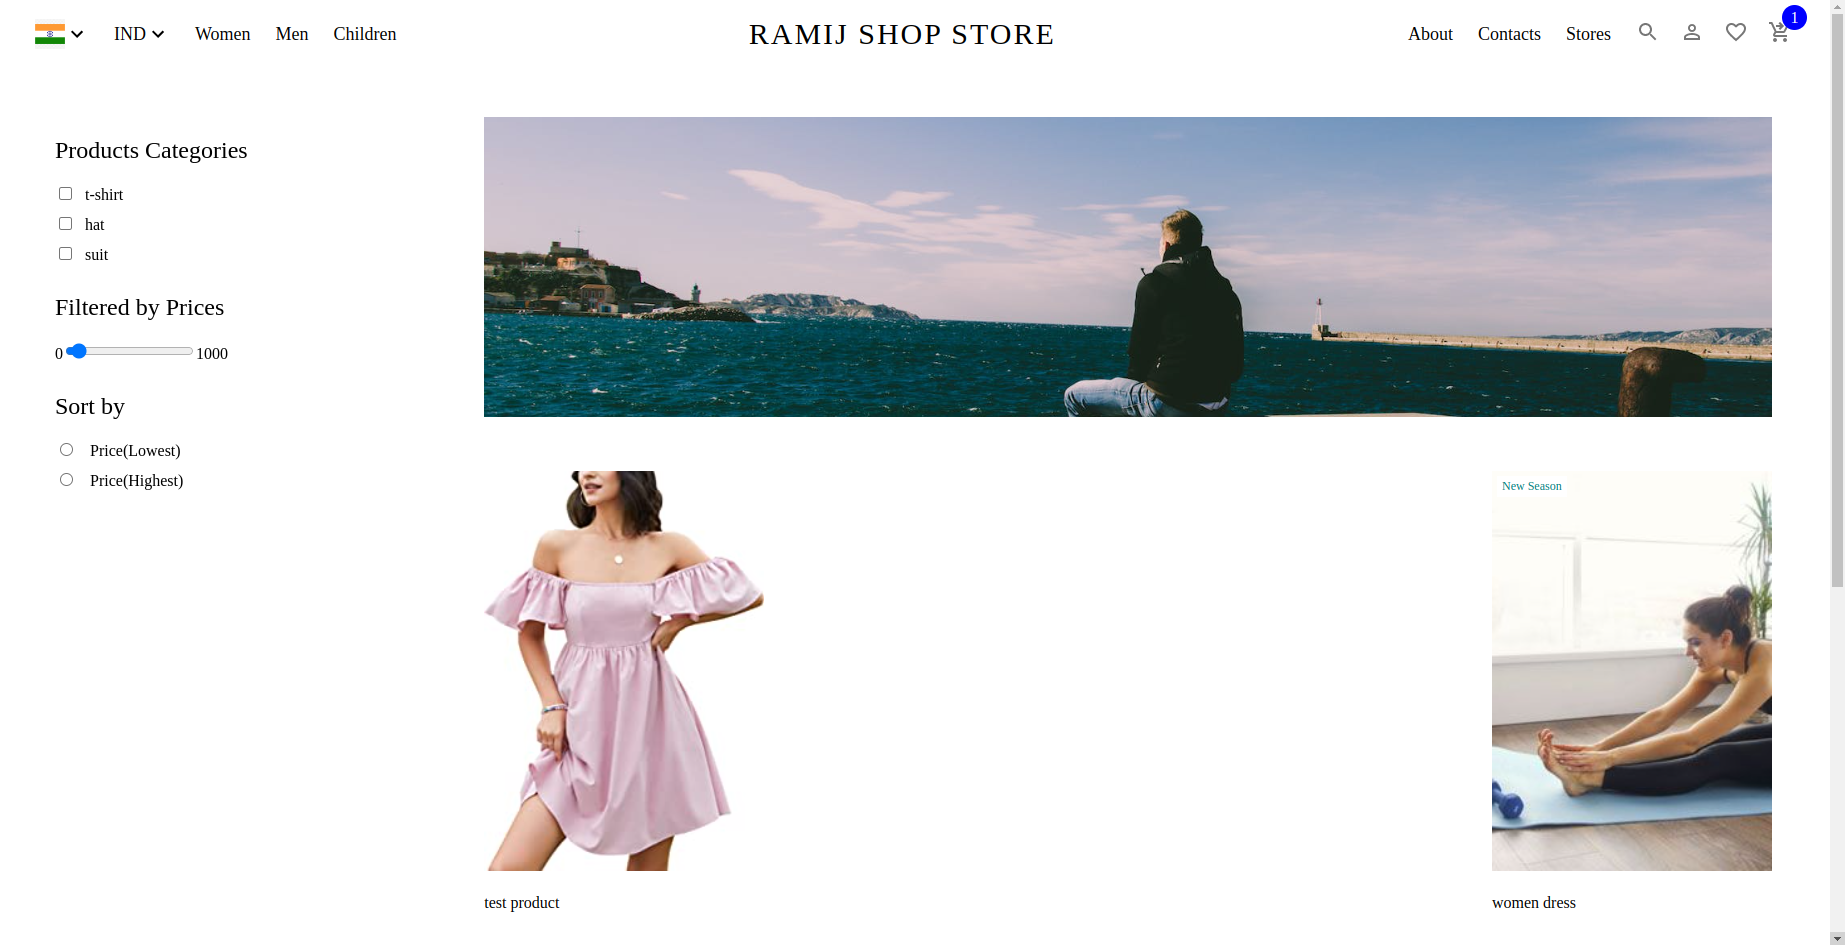 IND Women Men Children RAMIJ SHOP STORE About Contacts Stores 1
Products Categories
t-shirt
hat
suit
Filtered by Prices
0 1000
Sort by
Price(Lowest)
Price(Highest)
New Season
test product women dress